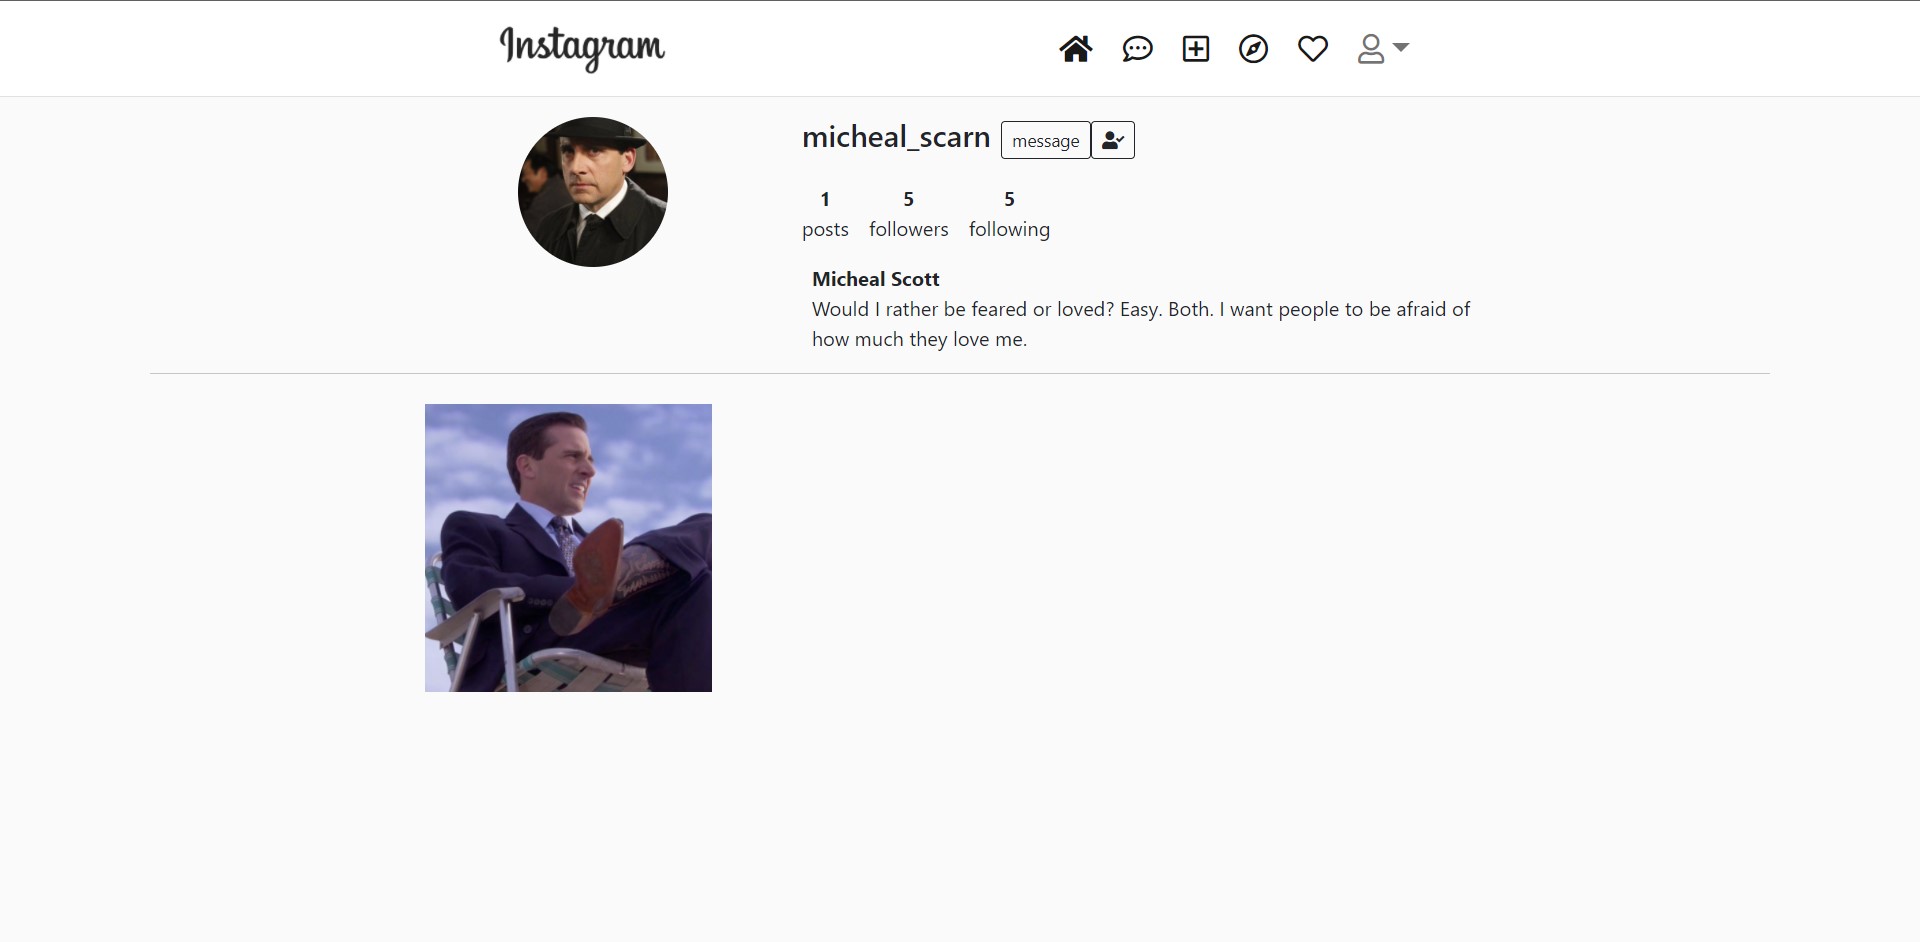 Instagram
micheal_scarn message
1 5 5
posts followers following
Micheal Scott
Would I rather be feared or loved? Easy. Both. I want people to be afraid of
how much they love me.